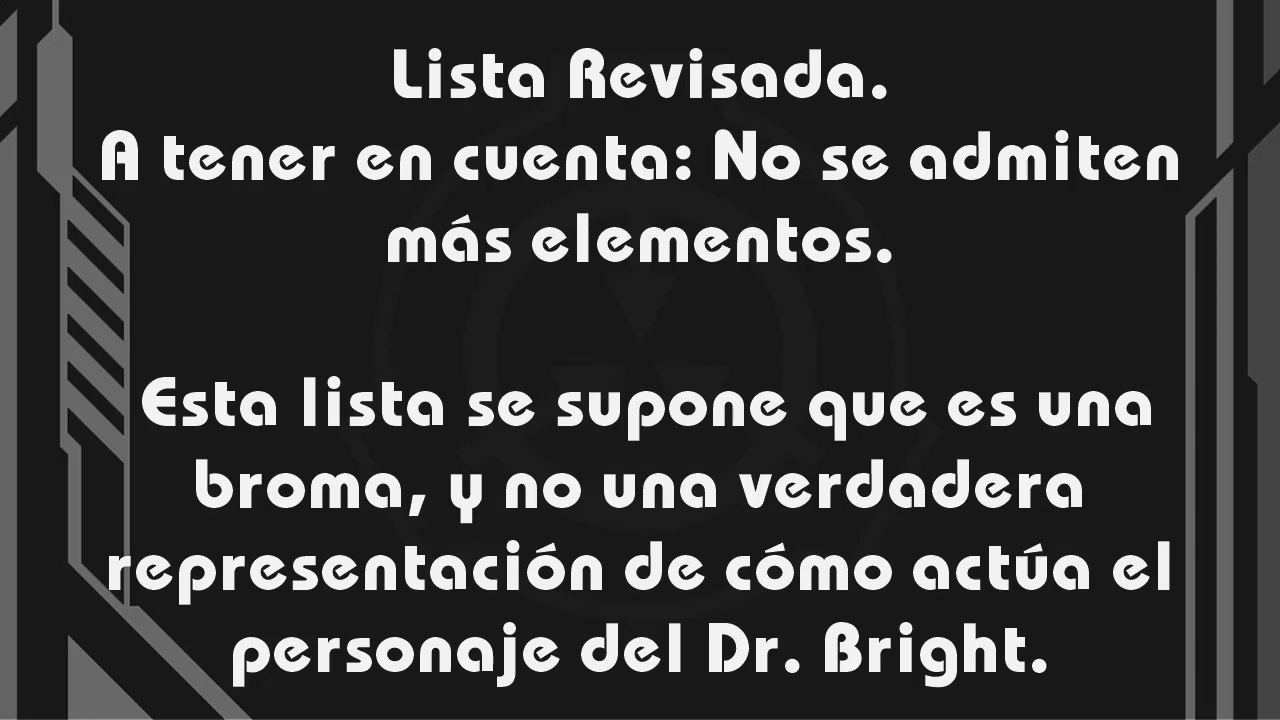 Lista Revisada.
A tener en cuenta: No se admiten
más elementos.
Esta lista se supone que es una
broma, y no una verdadera
representación de cómo actúa el
personaje del Dr. Bright.